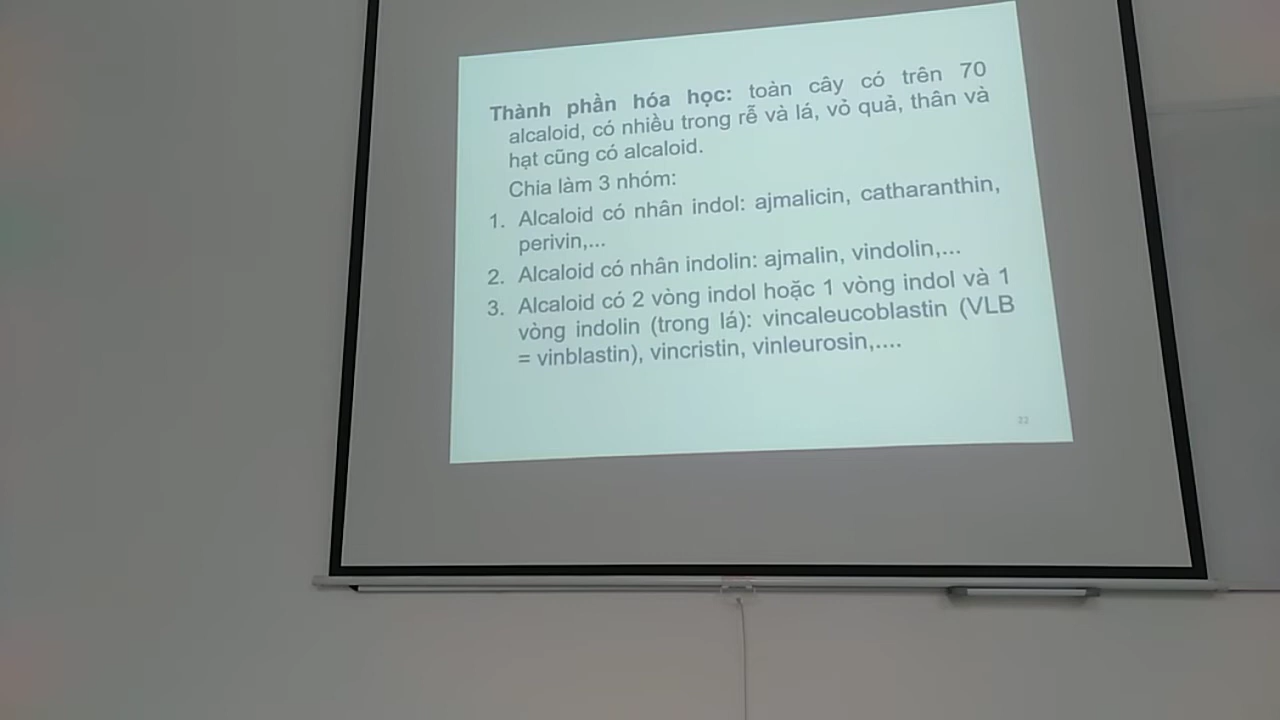 Thành phần hóa học: toàn cây có trên 70
alcaloid, có nhiều trong rễ và lá, vỏ quả, thân và
hạt cũng có alcaloid.
Chia làm 3 nhóm:
1. Alcaloid có nhân indol: ajmalicin, catharanthin,
perivin,...
2. Alcaloid có nhân indolin: ajmalin, vindolin,...
3. Alcaloid có 2 vòng indol hoặc 1 vòng indol và 1
vòng indolin (trong lá): vincaleucoblastin (VLB
= vinblastin), vincristin, vinleurosin,....
22